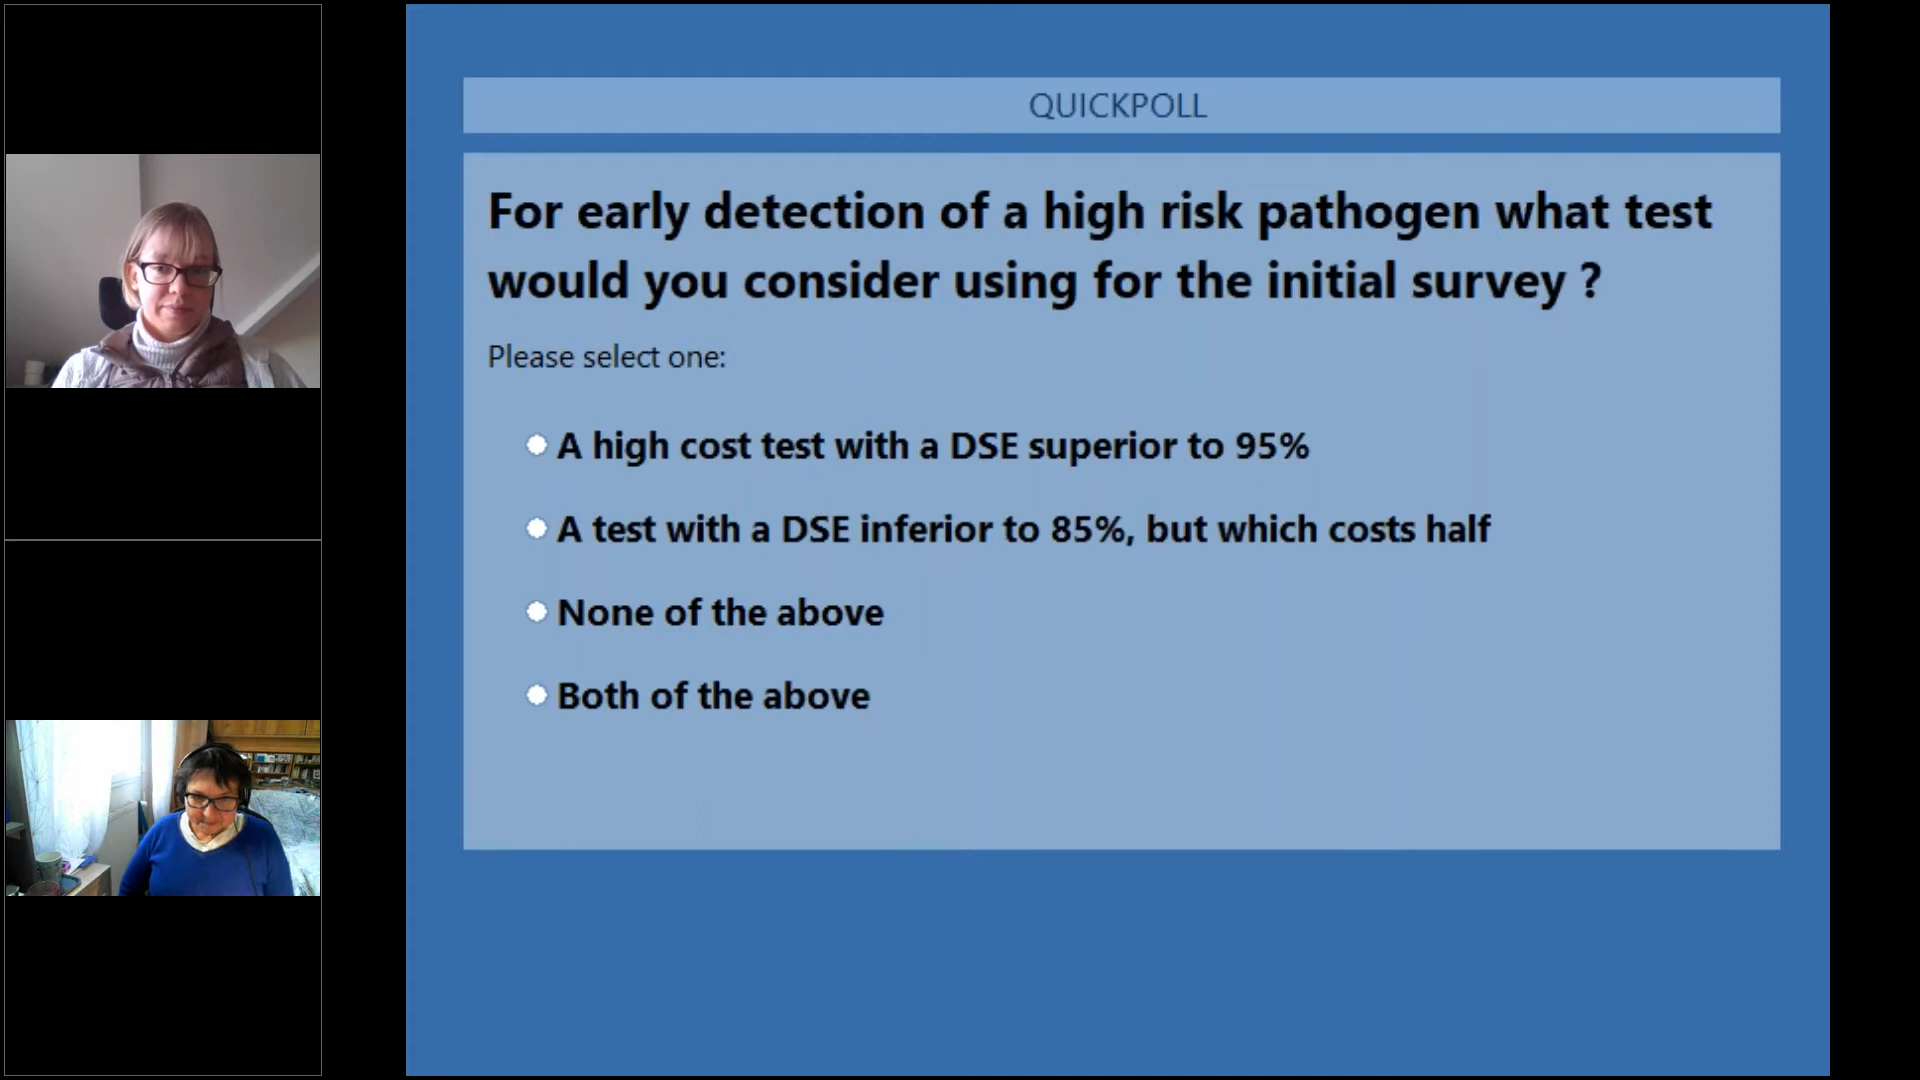 QUICKPOLL
For early detection of a high risk pathogen what test
would you consider using for the initial survey ?
Please select one:
A high cost test with a DSE superior to 95%
A test with a DSE inferior to 85%, but which costs half
None of the above
Both of the above